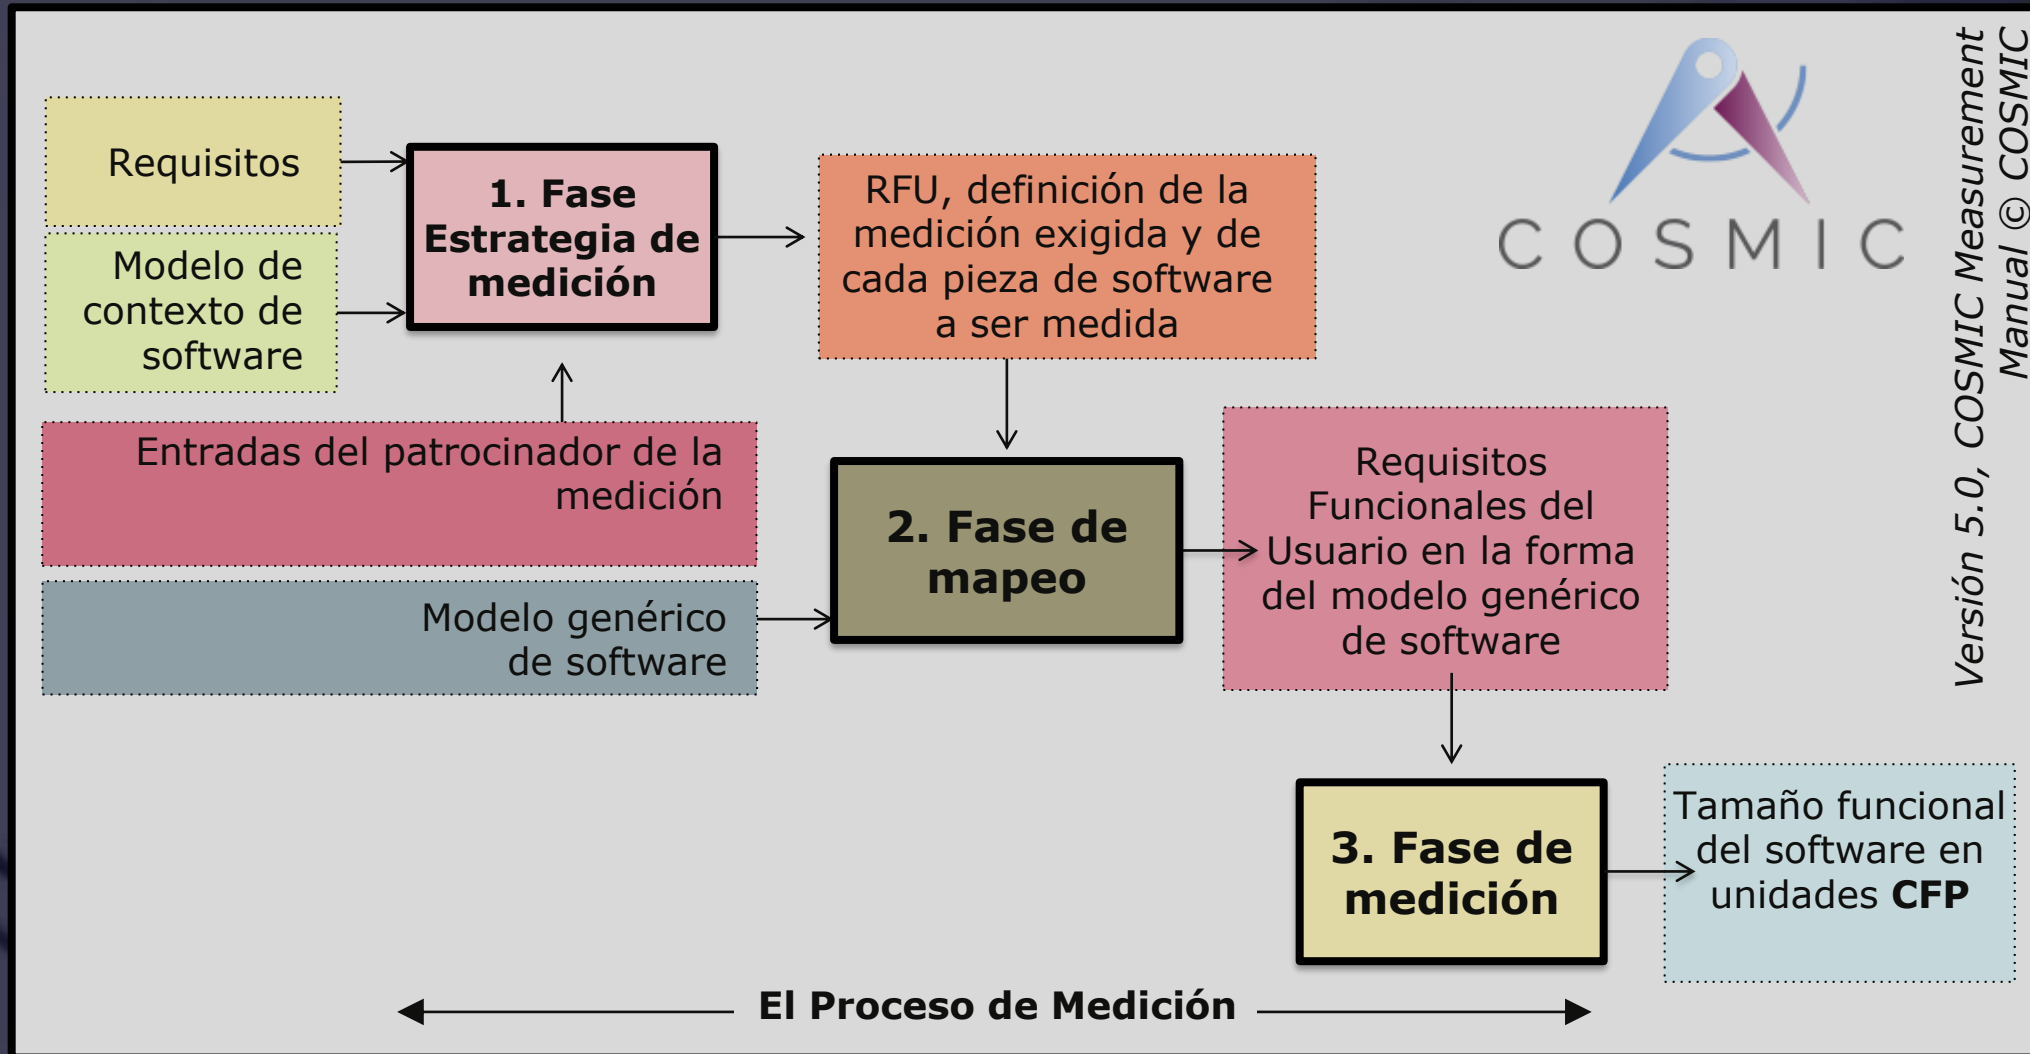 Requisitos
Modelo de
contexto de
software
1. Fase
Estrategia de
medición
RFU, definición de la
medición exigida y de
cada pieza de software
a ser medida
COSMIC
Versión 5.0, COSMIC Measurement
Manual © COSMIC
Entradas del patrocinador de la
medición
Modelo genérico
de software
2. Fase de
mapeo
Requisitos
Funcionales del
Usuario en la forma
del modelo genérico
de software
3. Fase de
medición
Tamaño funcional
del software en
unidades CFP
El Proceso de Medición